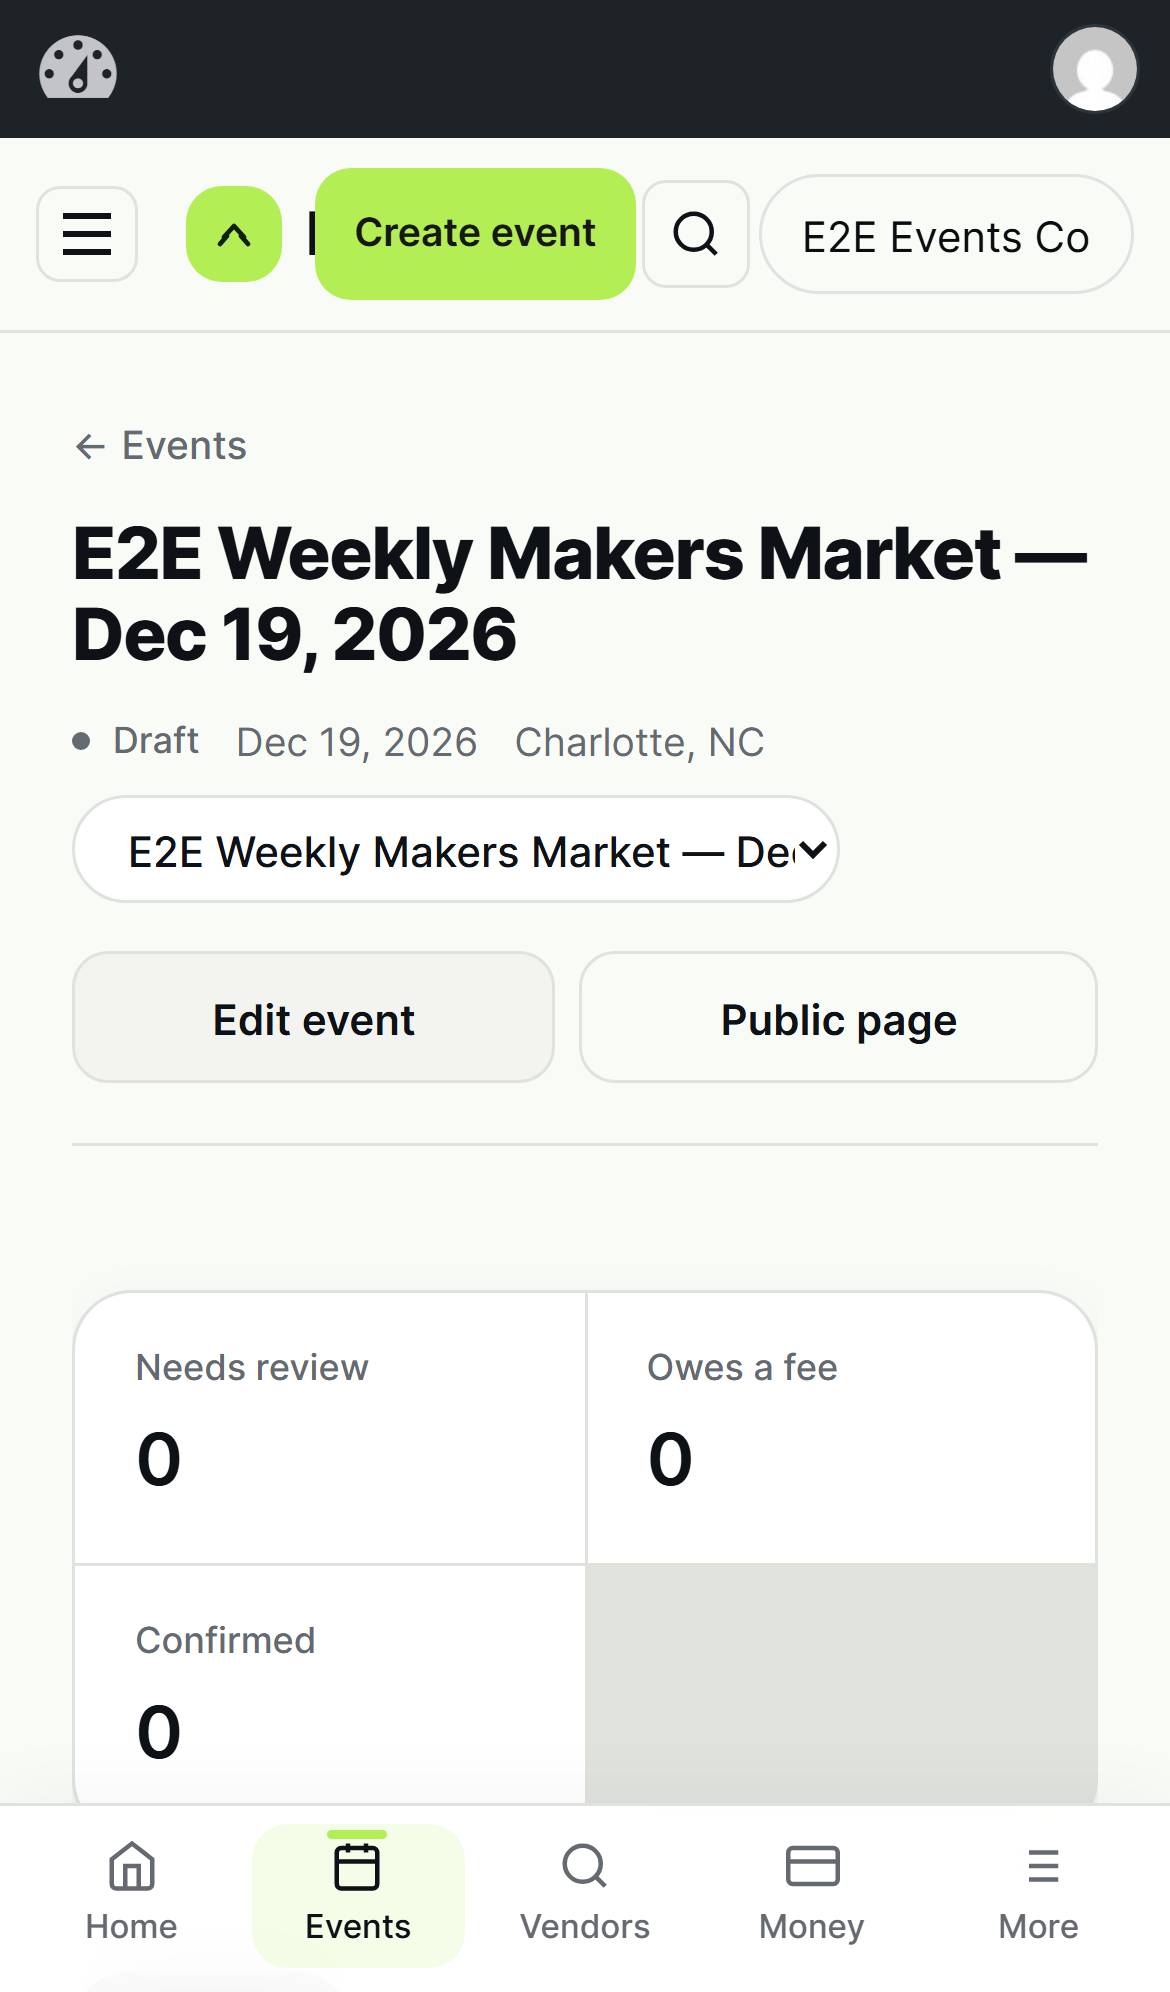 Create event
E2E Events Co
← Events
E2E Weekly Makers Market —
Dec 19, 2026
Draft Dec 19, 2026 Charlotte, NC
E2E Weekly Makers Market — Dec
Edit event
Public page
Needs review
Owes a fee
0
0
Confirmed
0
Home
Events
Vendors
Money
More